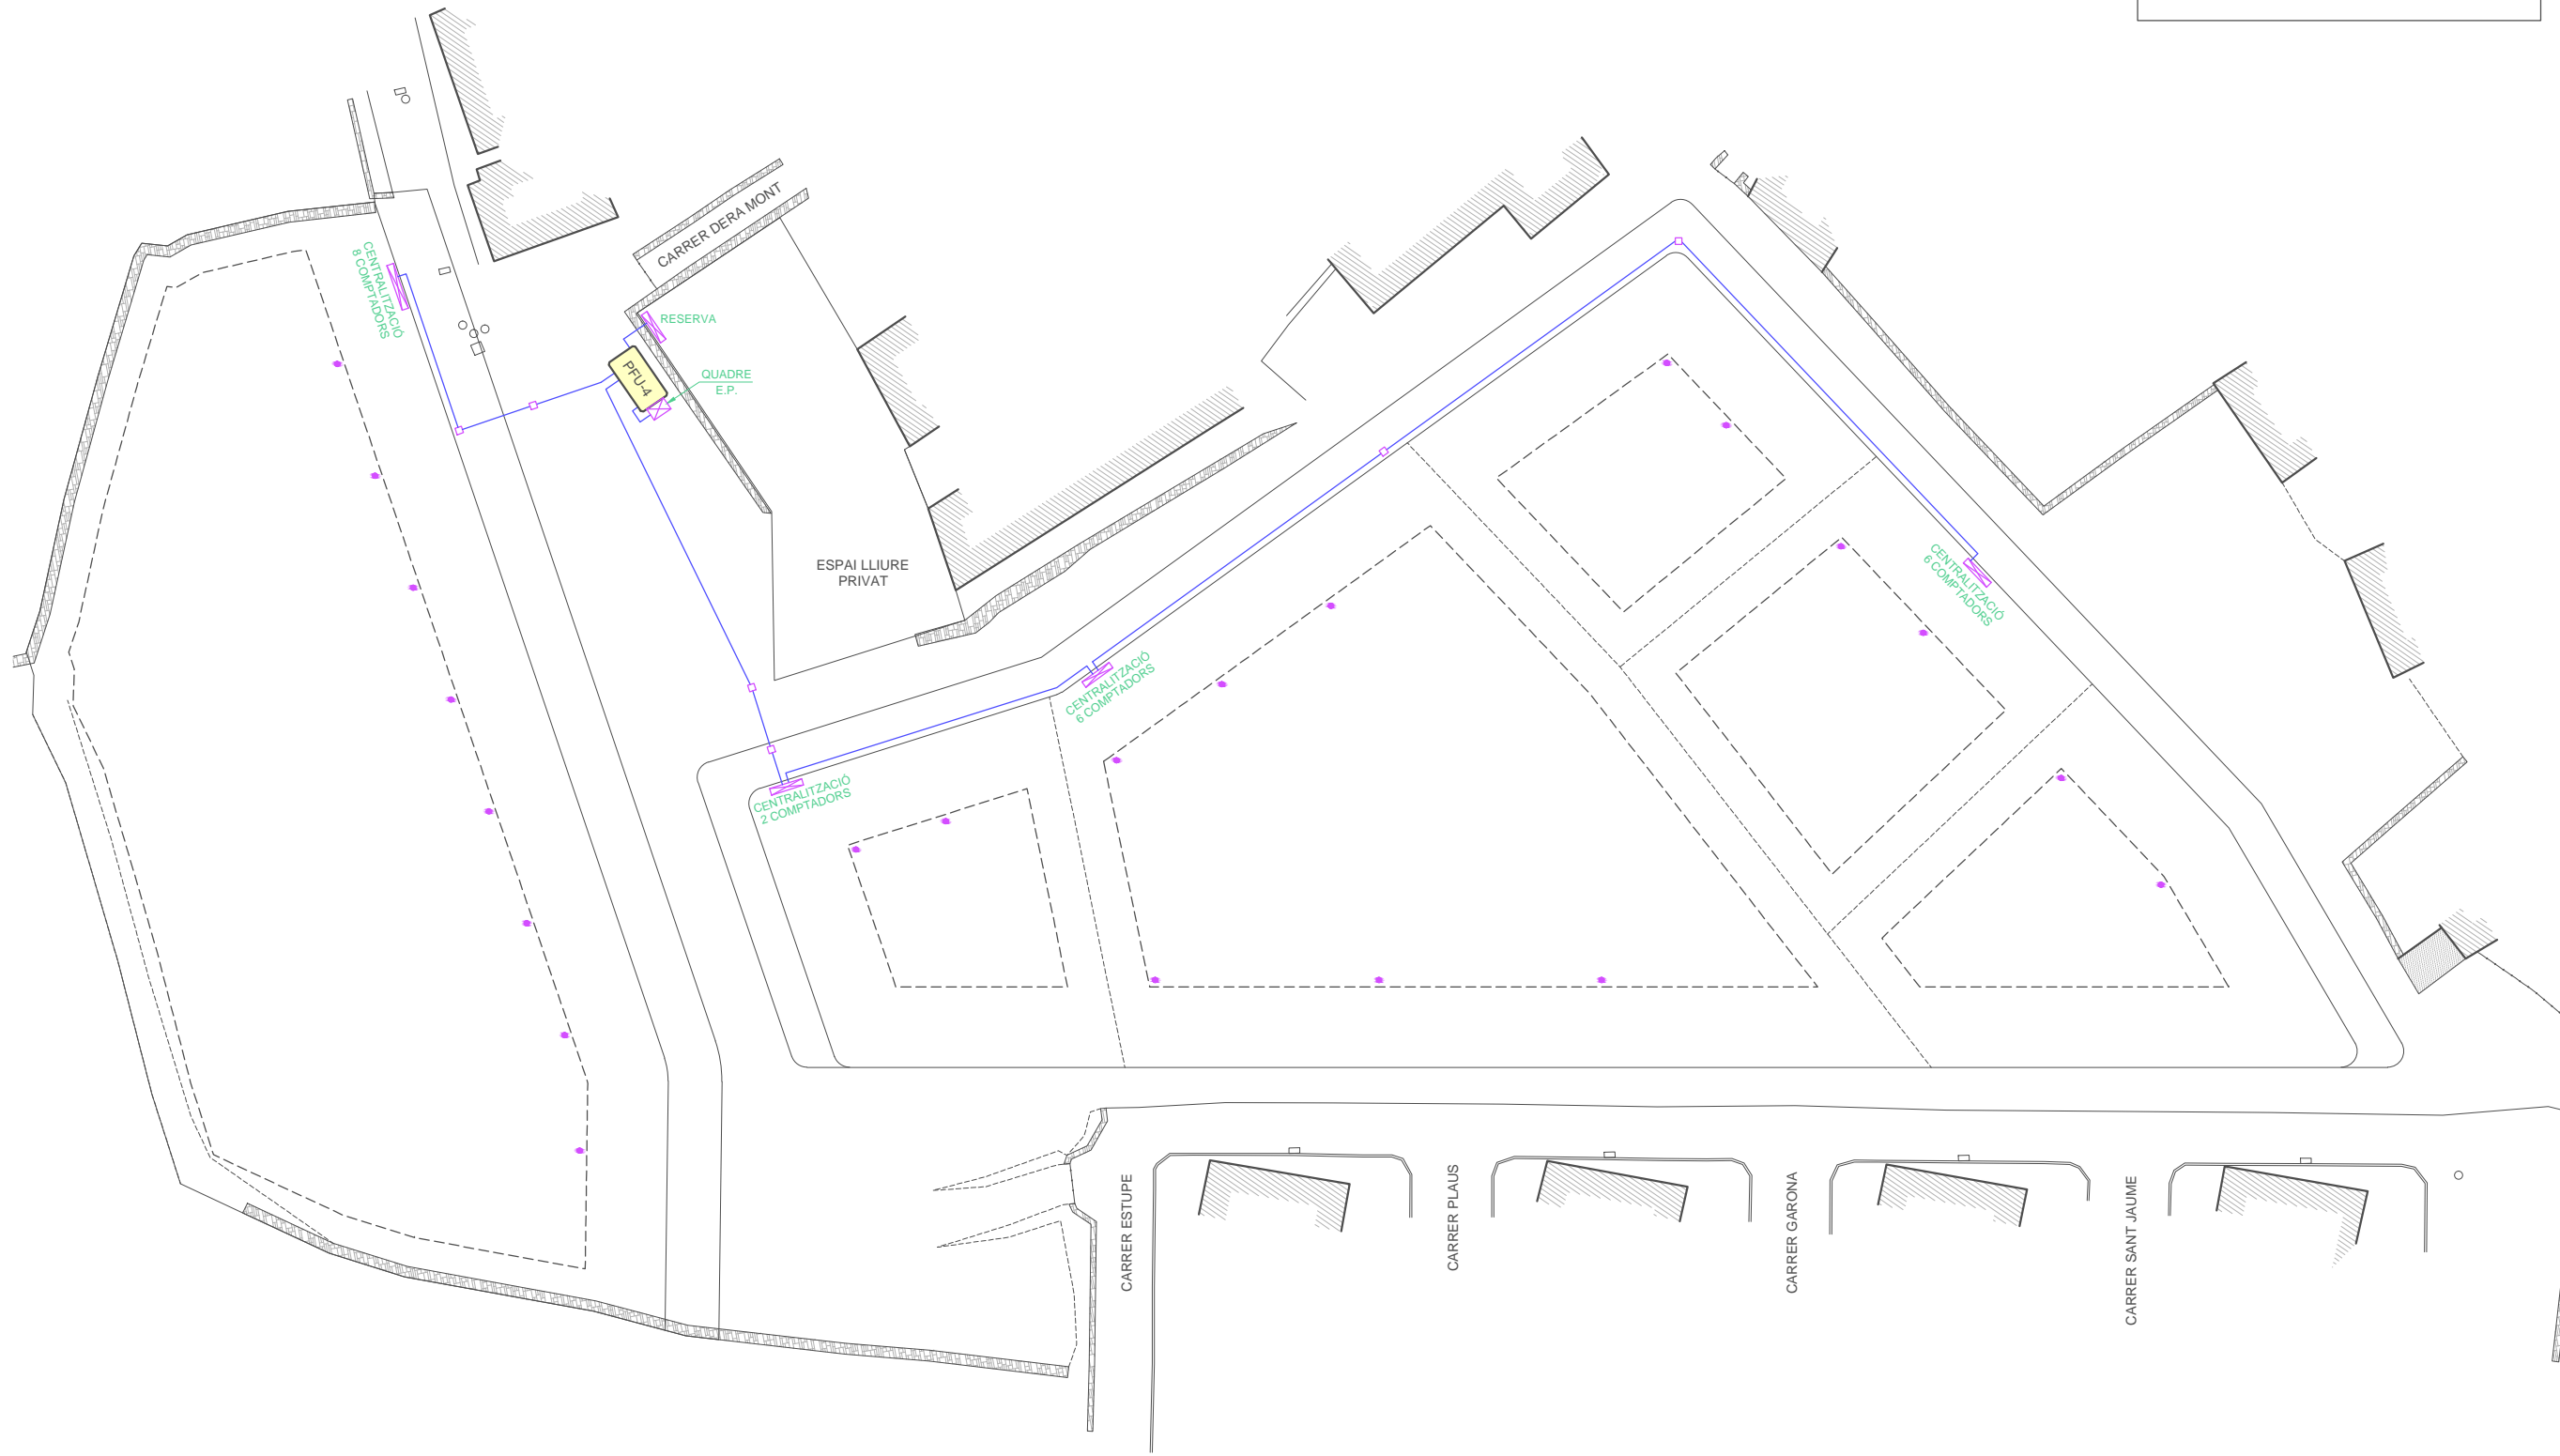 CARRER DERA MONT
CENTRALITZACIÓ
8 COMPTADORS
RESERVA
PFU-4
QUADRE
E.P.
ESPAI LLIURE
PRIVAT
CENTRALITZACIÓ
6 COMPTADORS
CENTRALITZACIÓ
6 COMPTADORS
CENTRALITZACIÓ
2 COMPTADORS
CARRER ESTUPE
CARRER PLAUS
CARRER GARONA
CARRER SANT JAUME